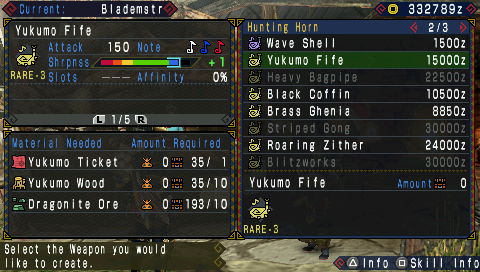 Current: Blademstr
332789z
Yukumo Fife
Attack 150 Note
Shrpnss +1
RARE-3 Slots --- Affinity 0%
L 1/5 R
Material Needed Amount Required
Yukumo Ticket 0 35/ 1
Yukumo Wood 0 35/10
Dragonite Ore 0 193/10
Select the Weapon you would
like to create.
Hunting Horn 2/3
Wave Shell 1500z
Yukumo Fife 15000z
Heavy Bagpipe 22500z
Black Coffin 10500z
Brass Ghenia 8850z
Striped Gong 30000z
Roaring Zither 24000z
Blitzworks 30000z
Yukumo Fife Amount 0
RARE-3
Info Skill Info